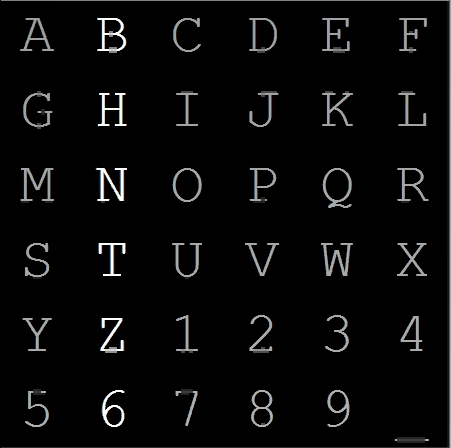 A B C D E F
G H I J K L
M N O P Q R
S T U V W X
Y Z 1 2 3 4
5 6 7 8 9 _